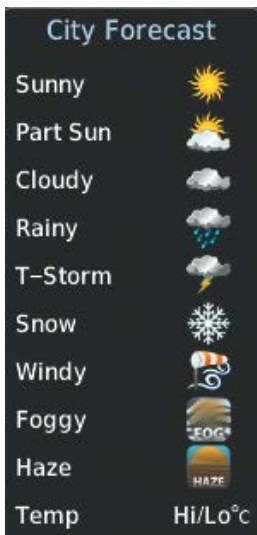 City Forecast
Sunny
Part Sun
Cloudy
Rainy
T-Storm
Snow
Windy
Foggy FOG
Haze HAZE
Temp Hi/Lo°C